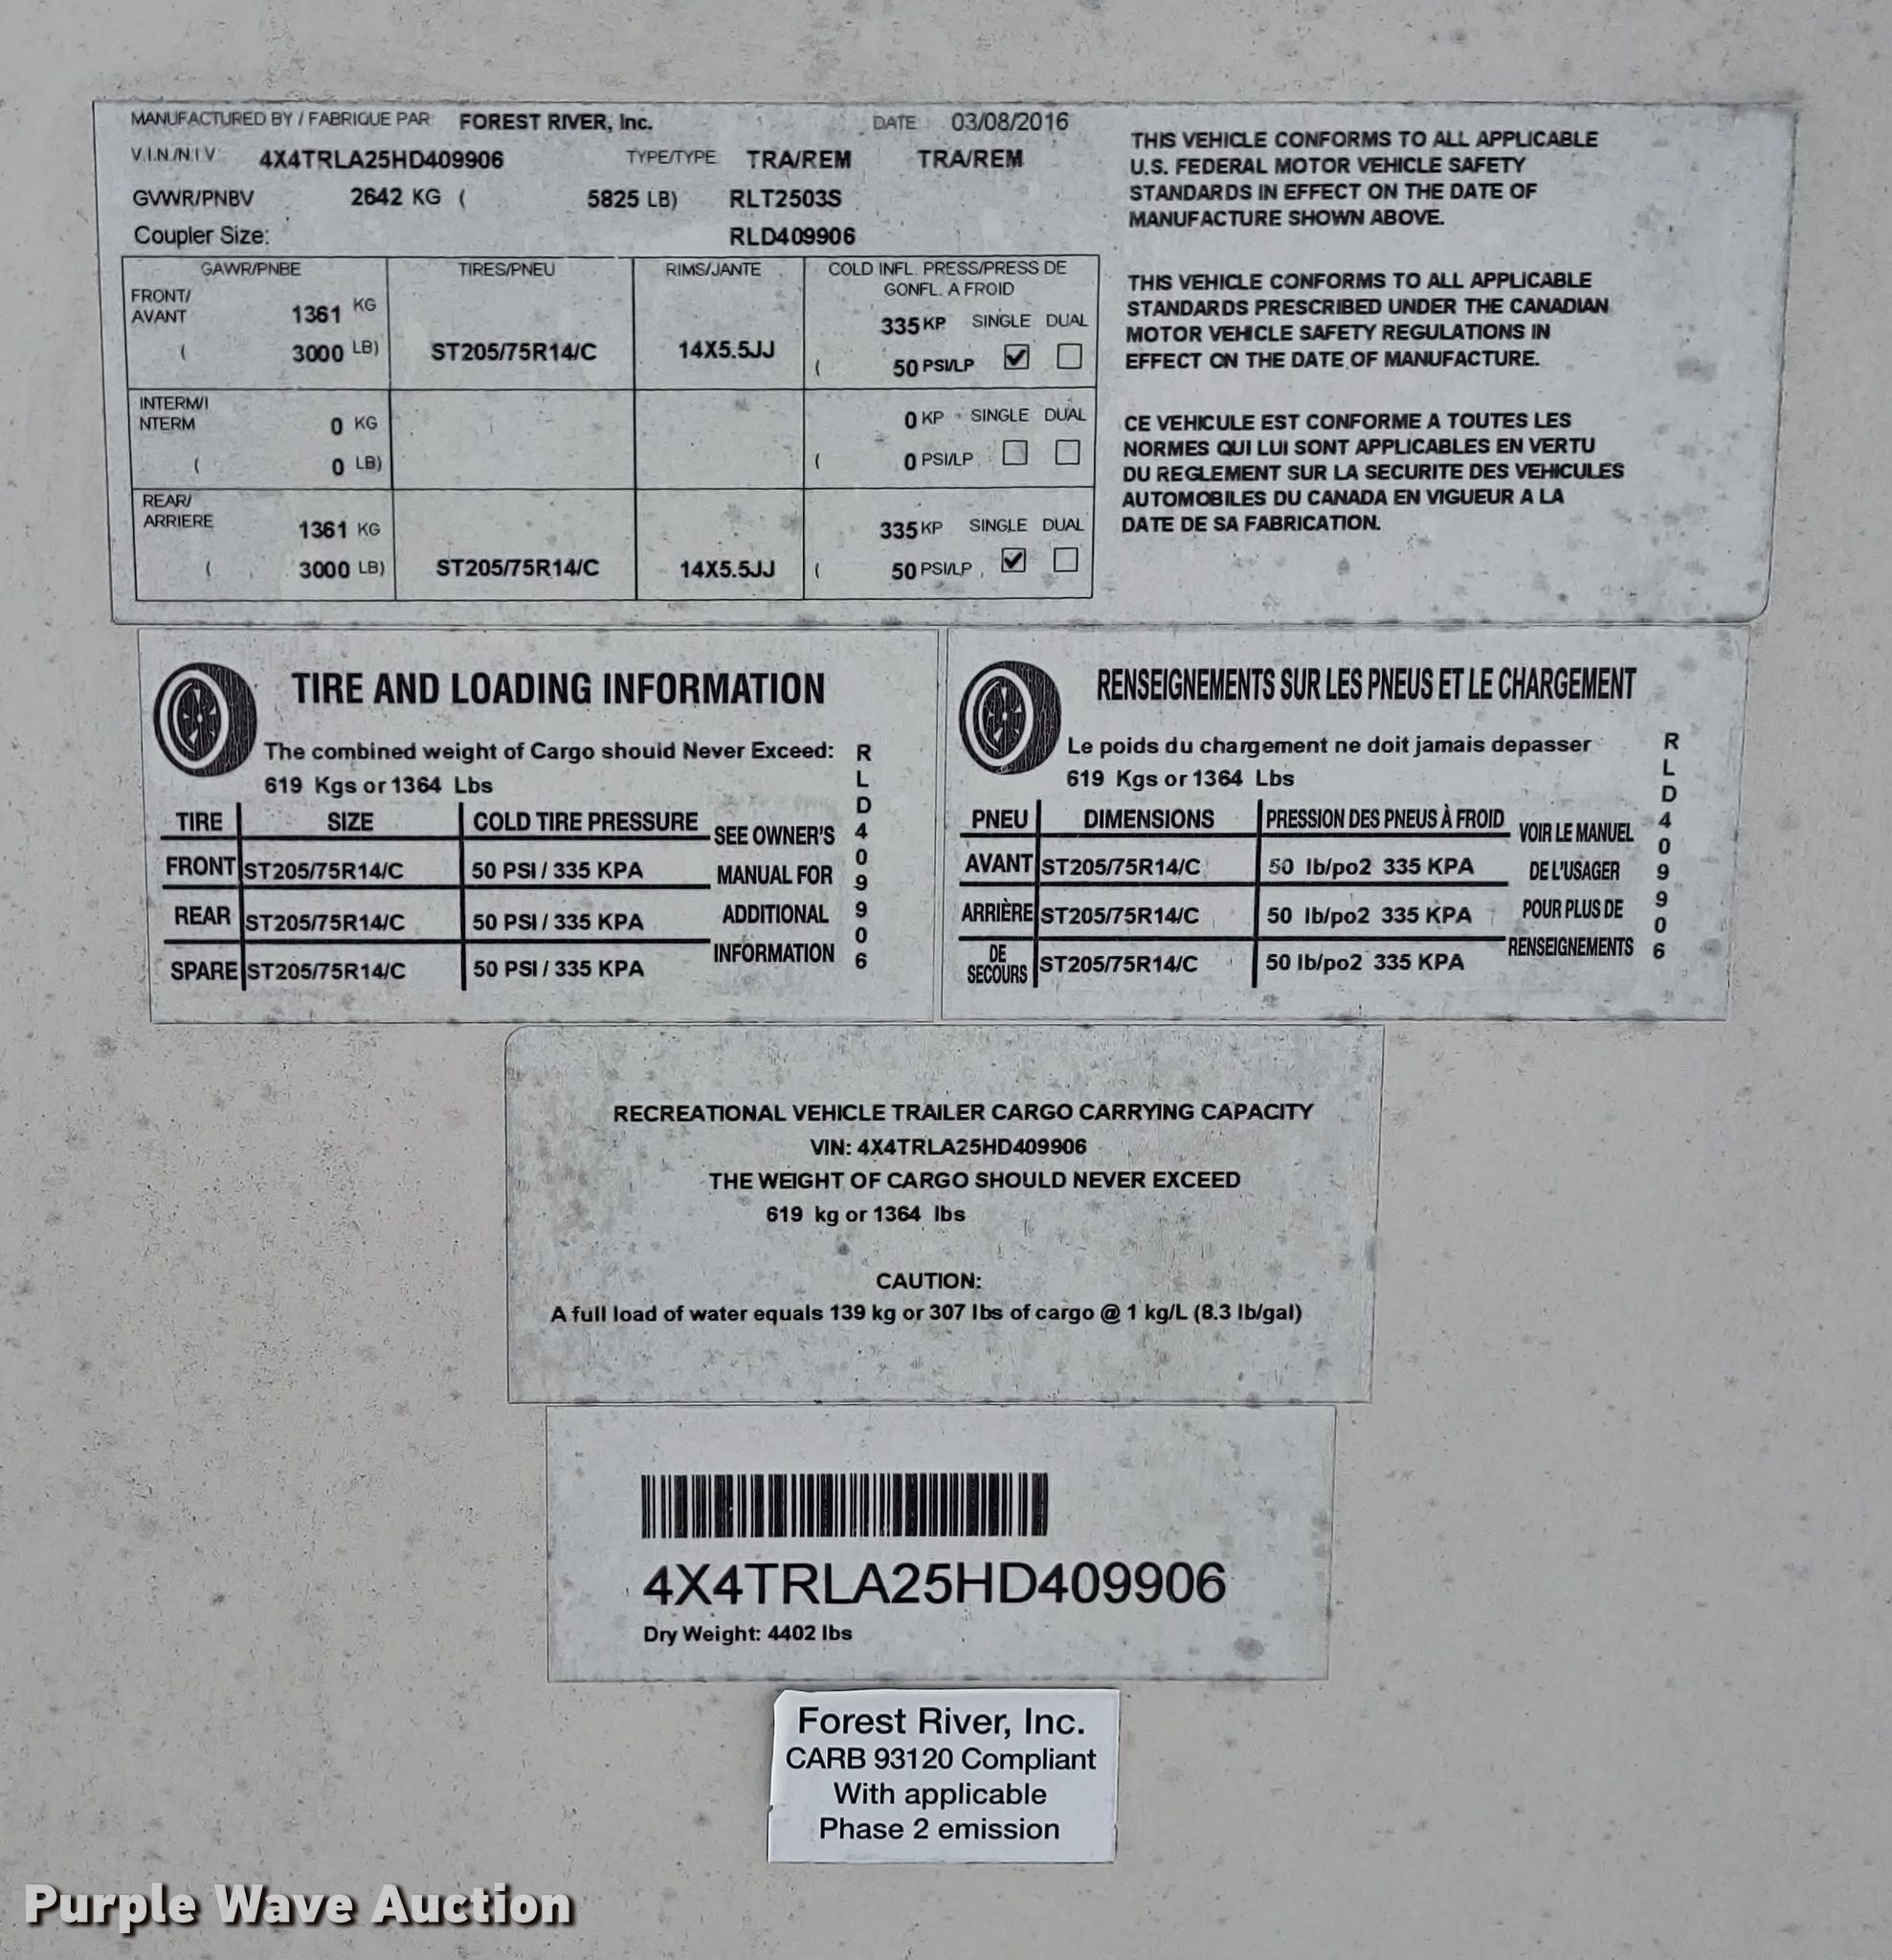 MANUFACTURED BY / FABRIQUE PAR FOREST RIVER, Inc. DATE 03/08/2016
V.I.N./N.I.V 4X4TRLA25HD409906 TYPE/TYPE TRA/REM TRA/REM
GVWR/PNBV 2642 KG ( 5825 LB) RLT2503S
Coupler Size: RLD409906
GAWR/PNBE TIRES/PNEU RIMS/JANTE COLD INFL. PRESS/PRESS DE
GONFL. A FROID
FRONT/
AVANT 1361 KG 335 KP SINGLE DUAL
( 3000 LB) ST205/75R14/C 14X5.5JJ ( 50 PSI/LP
INTERM/I
NTERM 0 KG 0 KP SINGLE DUAL
( 0 LB) ( 0 PSI/LP
REAR/
ARRIERE 1361 KG 335 KP SINGLE DUAL
( 3000 LB) ST205/75R14/C 14X5.5JJ ( 50 PSI/LP
THIS VEHICLE CONFORMS TO ALL APPLICABLE
U.S. FEDERAL MOTOR VEHICLE SAFETY
STANDARDS IN EFFECT ON THE DATE OF
MANUFACTURE SHOWN ABOVE.
THIS VEHICLE CONFORMS TO ALL APPLICABLE
STANDARDS PRESCRIBED UNDER THE CANADIAN
MOTOR VEHICLE SAFETY REGULATIONS IN
EFFECT ON THE DATE OF MANUFACTURE.
CE VEHICULE EST CONFORME A TOUTES LES
NORMES QUI LUI SONT APPLICABLES EN VERTU
DU REGLEMENT SUR LA SECURITE DES VEHICULES
AUTOMOBILES DU CANADA EN VIGUEUR A LA
DATE DE SA FABRICATION.
TIRE AND LOADING INFORMATION
The combined weight of Cargo should Never Exceed:
619 Kgs or 1364 Lbs
TIRE SIZE COLD TIRE PRESSURE
FRONT ST205/75R14/C 50 PSI / 335 KPA
REAR ST205/75R14/C 50 PSI / 335 KPA
SPARE ST205/75R14/C 50 PSI / 335 KPA
SEE OWNER'S
MANUAL FOR
ADDITIONAL
INFORMATION
RLD409906
RENSEIGNEMENTS SUR LES PNEUS ET LE CHARGEMENT
Le poids du chargement ne doit jamais depasser
619 Kgs or 1364 Lbs
PNEU DIMENSIONS PRESSION DES PNEUS À FROID
AVANT ST205/75R14/C 50 lb/po2 335 KPA
ARRIÈRE ST205/75R14/C 50 lb/po2 335 KPA
DE
SECOURS ST205/75R14/C 50 lb/po2 335 KPA
VOIR LE MANUEL
DE L'USAGER
POUR PLUS DE
RENSEIGNEMENTS
RLD409906
RECREATIONAL VEHICLE TRAILER CARGO CARRYING CAPACITY
VIN: 4X4TRLA25HD409906
THE WEIGHT OF CARGO SHOULD NEVER EXCEED
619 kg or 1364 lbs
CAUTION:
A full load of water equals 139 kg or 307 lbs of cargo @ 1 kg/L (8.3 lb/gal)
4X4TRLA25HD409906
Dry Weight: 4402 lbs
Forest River, Inc.
CARB 93120 Compliant
With applicable
Phase 2 emission
Purple Wave Auction